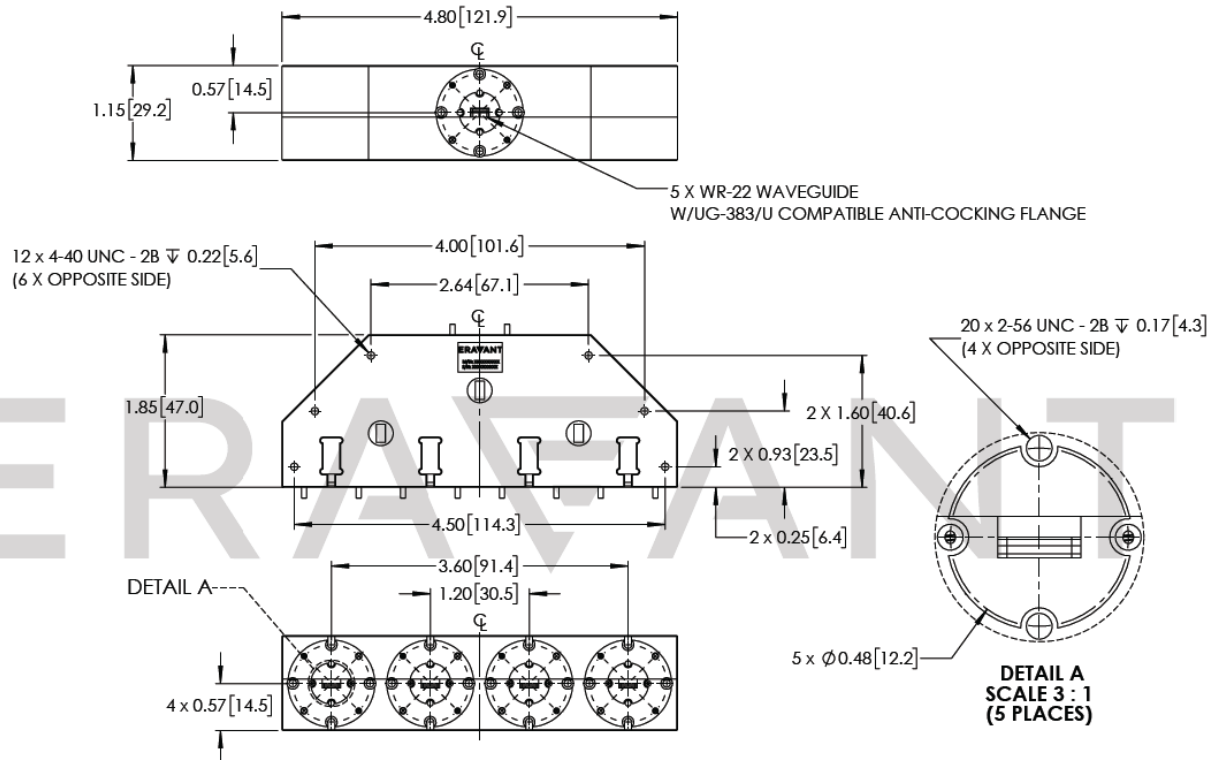 4.80[121.9]
℄
0.57[14.5]
1.15[29.2]
5 X WR-22 WAVEGUIDE
W/UG-383/U COMPATIBLE ANTI-COCKING FLANGE
12 x 4-40 UNC - 2B ↧ 0.22[5.6]
(6 X OPPOSITE SIDE)
4.00[101.6]
2.64[67.1]
℄
20 x 2-56 UNC - 2B ↧ 0.17[4.3]
(4 X OPPOSITE SIDE)
ERAVANT
1.85[47.0]
2 X 1.60[40.6]
2 X 0.93[23.5]
ERAVANT
4.50[114.3]
2 x 0.25[6.4]
DETAIL A
3.60[91.4]
1.20[30.5]
℄
4 x 0.57[14.5]
5 x Ø0.48[12.2]
DETAIL A
SCALE 3 : 1
(5 PLACES)